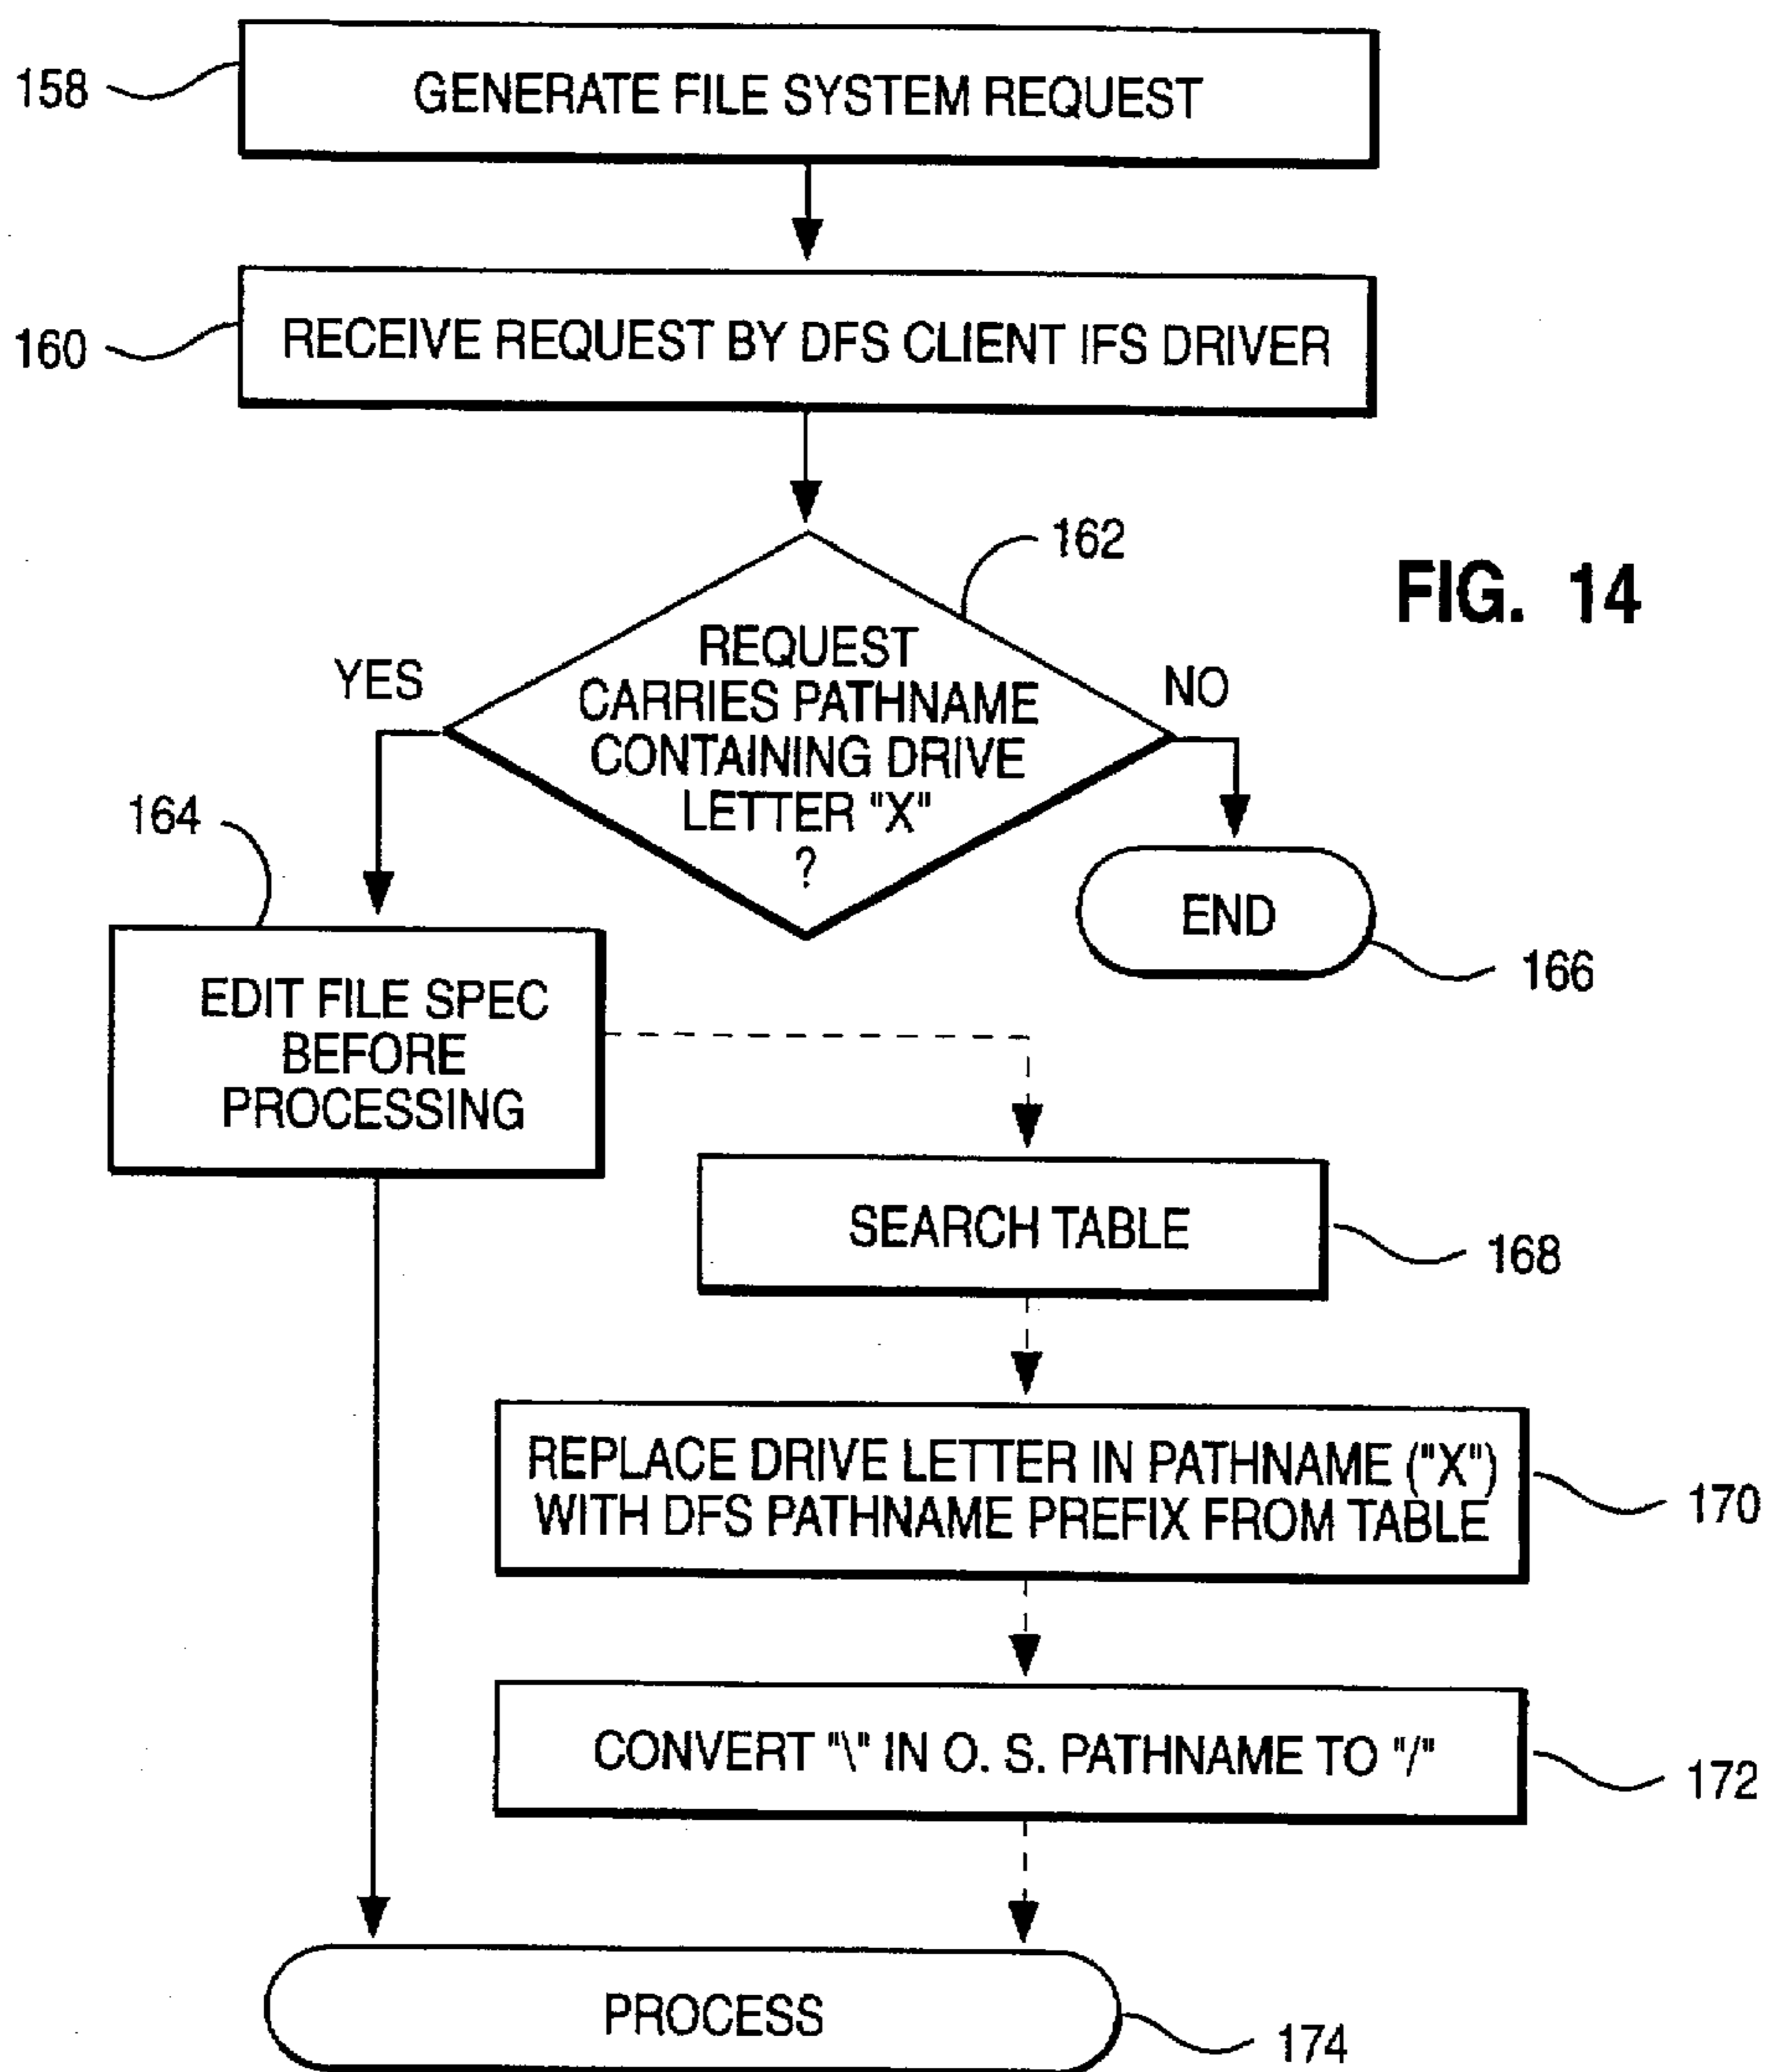 158
GENERATE FILE SYSTEM REQUEST
160
RECEIVE REQUEST BY DFS CLIENT IFS DRIVER
162
FIG. 14
REQUEST
CARRIES PATHNAME
CONTAINING DRIVE
LETTER "X"
?
YES
NO
164
END
166
EDIT FILE SPEC
BEFORE
PROCESSING
SEARCH TABLE
168
REPLACE DRIVE LETTER IN PATHNAME ("X")
WITH DFS PATHNAME PREFIX FROM TABLE
170
CONVERT "\" IN O. S. PATHNAME TO "/"
172
PROCESS
174